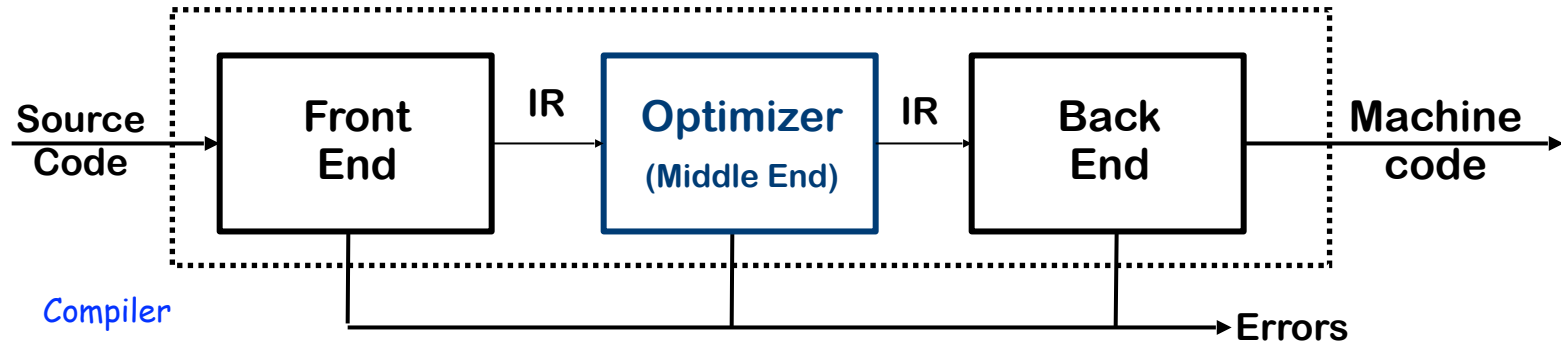 Source
Code
Front
End
IR
Optimizer
(Middle End)
IR
Back
End
Machine
code
Compiler
Errors